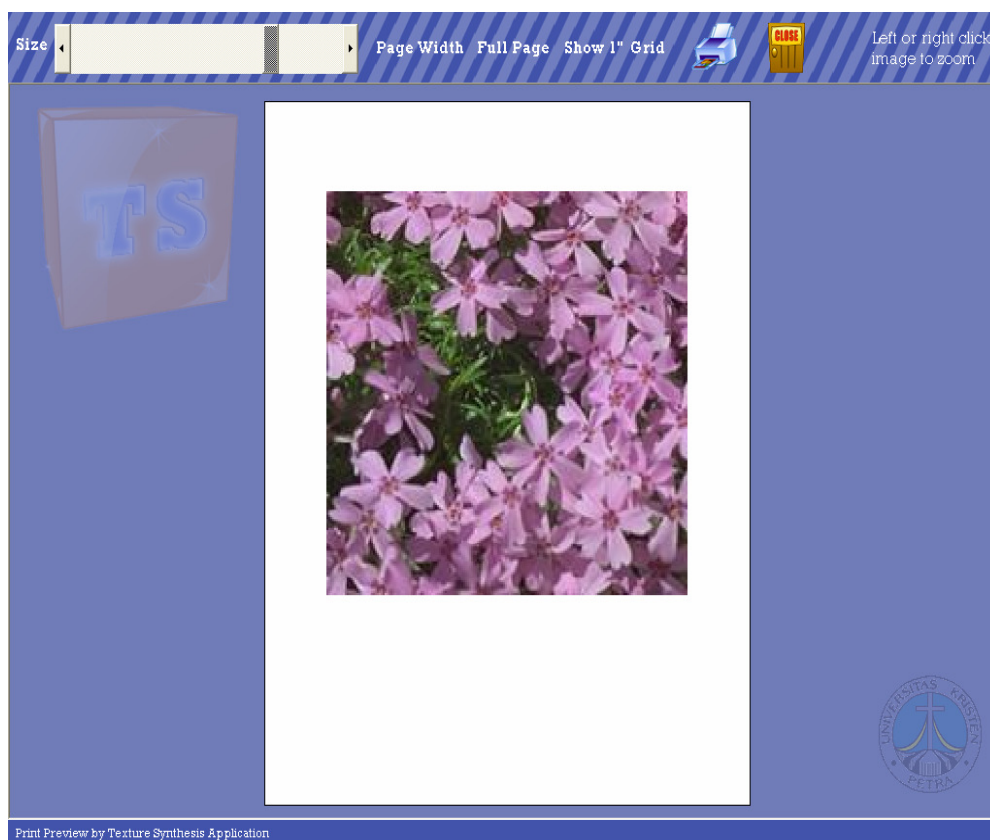 Size
Page Width Full Page Show 1" Grid
CLOSE
Left or right click
image to zoom
TS
UNIVERSITAS KRISTEN
PETRA
Print Preview by Texture Synthesis Application